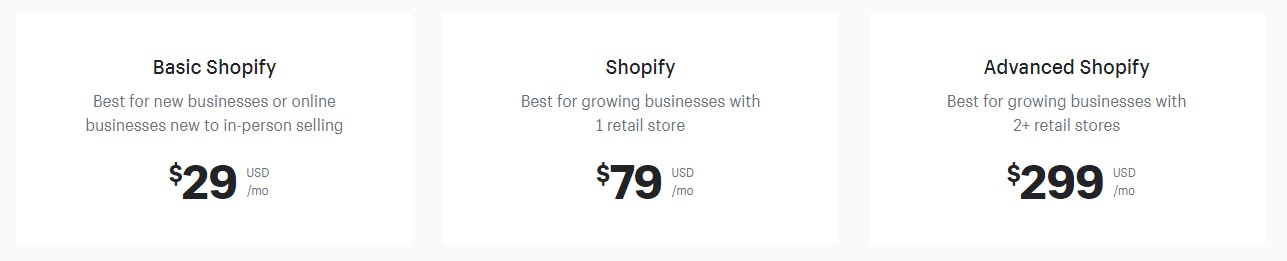 Basic Shopify
Best for new businesses or online
businesses new to in-person selling
$29 USD
/mo
Shopify
Best for growing businesses with
1 retail store
$79 USD
/mo
Advanced Shopify
Best for growing businesses with
2+ retail stores
$299 USD
/mo